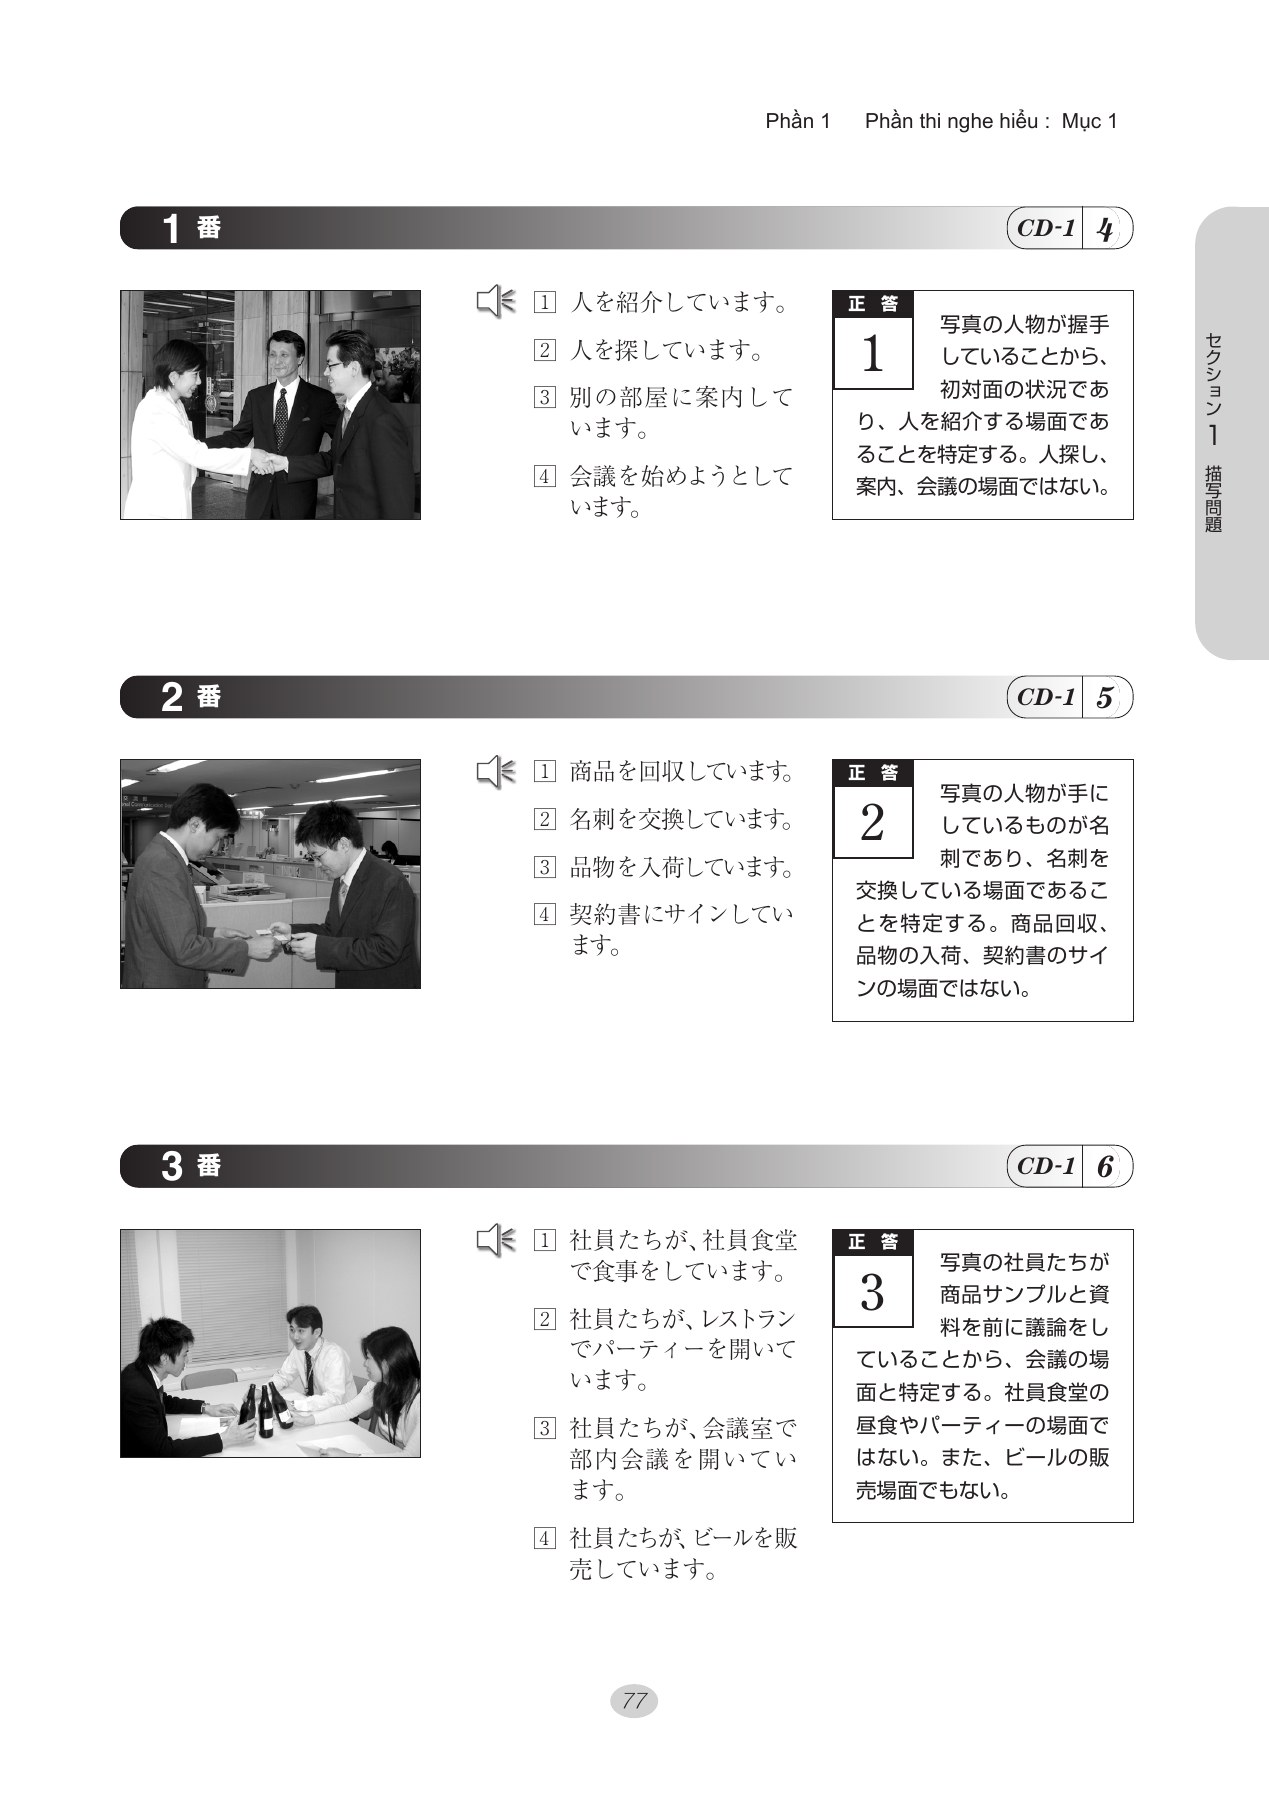 Phần 1 Phần thi nghe hiểu : Mục 1
1 番
CD-1 4
1 人を紹介しています。
2 人を探しています。
3 別の部屋に案内して
います。
4 会議を始めようとして
います。
正 答
1
写真の人物が握手
していることから、
初対面の状況であ
り、人を紹介する場面であ
ることを特定する。人探し、
案内、会議の場面ではない。
セクション 1 描写問題
2 番
CD-1 5
1 商品を回収しています。
2 名刺を交換しています。
3 品物を入荷しています。
4 契約書にサインしてい
ます。
正 答
2
写真の人物が手に
しているものが名
刺であり、名刺を
交換している場面であるこ
とを特定する。商品回収、
品物の入荷、契約書のサイ
ンの場面ではない。
3 番
CD-1 6
1 社員たちが、社員食堂
で食事をしています。
2 社員たちが、レストラン
でパーティーを開いて
います。
3 社員たちが、会議室で
部内会議を開いてい
ます。
4 社員たちが、ビールを販
売しています。
正 答
3
写真の社員たちが
商品サンプルと資
料を前に議論をし
ていることから、会議の場
面と特定する。社員食堂の
昼食やパーティーの場面で
はない。また、ビールの販
売場面でもない。
77